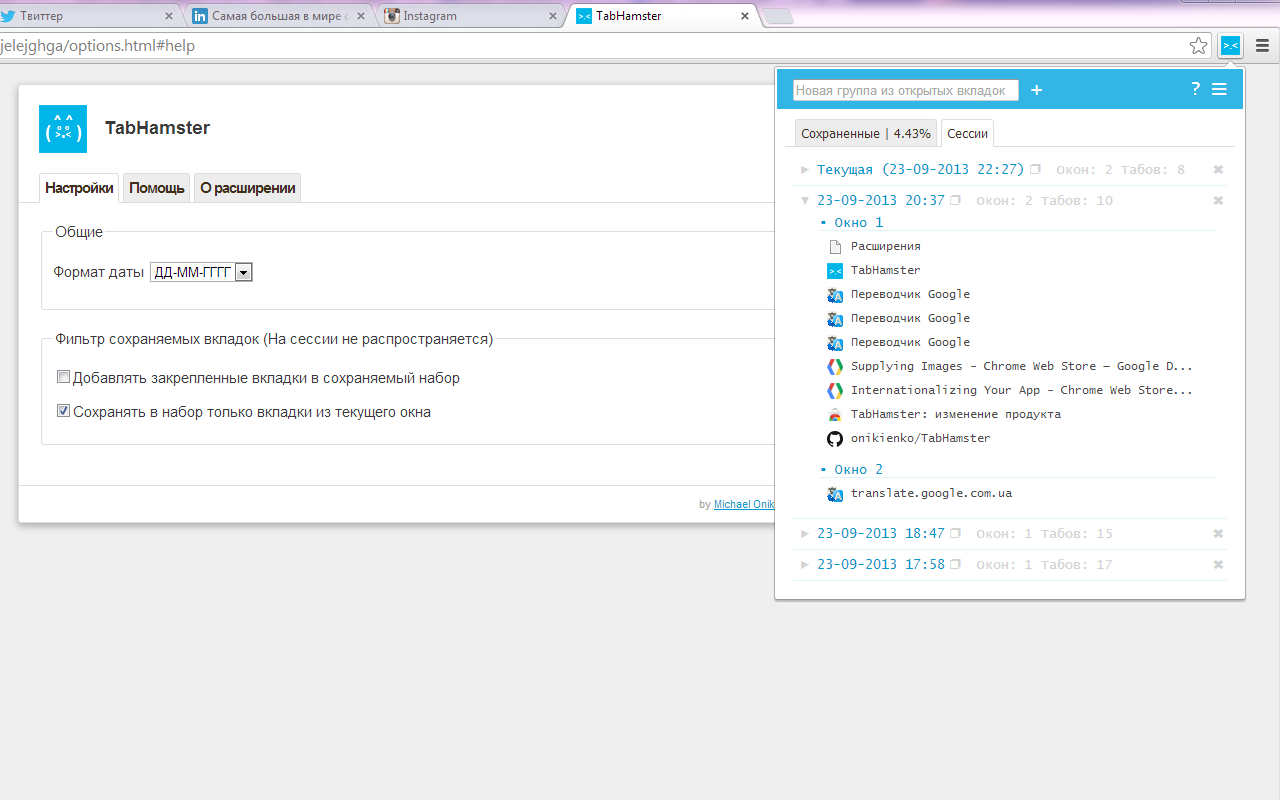 Твиттер
Самая большая в мире с
Instagram
TabHamster
jelejghga/options.html#help
TabHamster
Настройки
Помощь
О расширении
Общие
Формат даты
ДД-ММ-ГГГГ
Фильтр сохраняемых вкладок (На сессии не распространяется)
Добавлять закрепленные вкладки в сохраняемый набор
Сохранять в набор только вкладки из текущего окна
by Michael Onik
Новая группа из открытых вкладок
+
?
Сохраненные | 4.43%
Сессии
Текущая (23-09-2013 22:27) Окон: 2 Табов: 8
23-09-2013 20:37 Окон: 2 Табов: 10
Окно 1
Расширения
TabHamster
Переводчик Google
Переводчик Google
Переводчик Google
Supplying Images - Chrome Web Store — Google D...
Internationalizing Your App - Chrome Web Store...
TabHamster: изменение продукта
onikienko/TabHamster
Окно 2
translate.google.com.ua
23-09-2013 18:47 Окон: 1 Табов: 15
23-09-2013 17:58 Окон: 1 Табов: 17